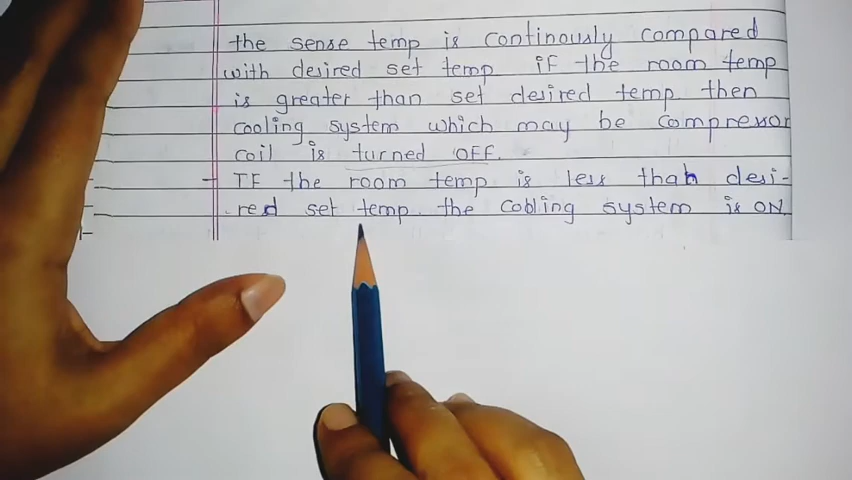 the sense temp is continously compared
with desired set temp if the room temp
is greater than set desired temp then
cooling system which may be compressor
coil is turned OFF.
→ IF the room temp is less than desi-
red set temp the cooling system is ON.